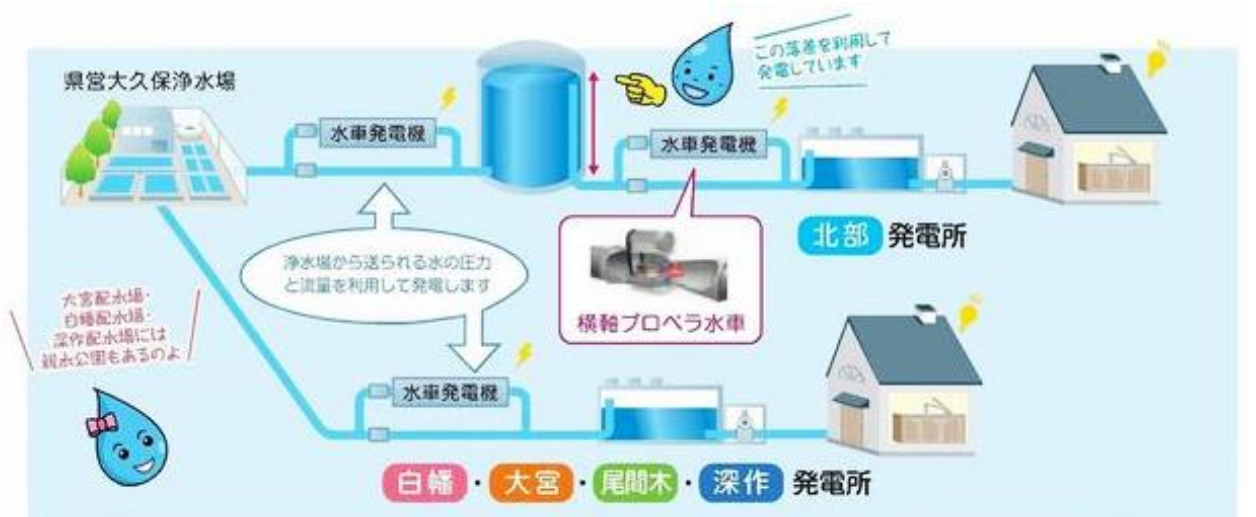 この落差を利用して
発電しています
県営大久保浄水場
水車発電機
水車発電機
北部 発電所
浄水場から送られる水の圧力
と流量を利用して発電します
横軸プロペラ水車
大宮配水場・
白幡配水場・
深作配水場には
親水公園もあるのよ
水車発電機
白幡・大宮・尾間木・深作 発電所